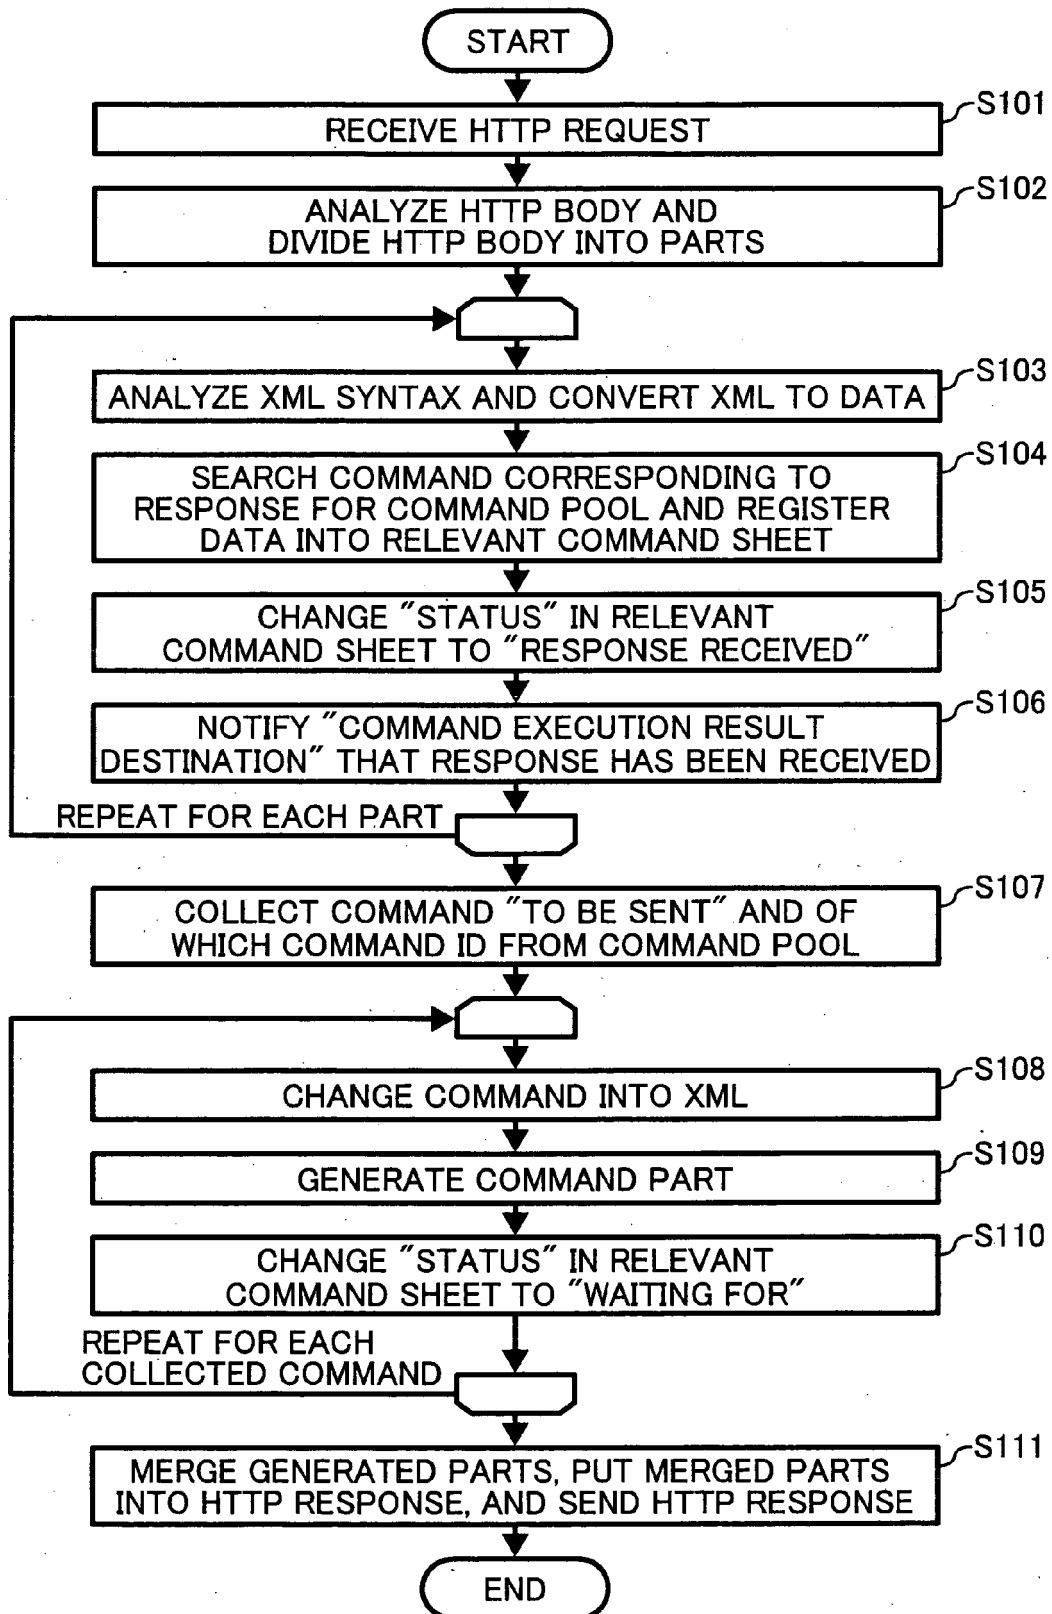 START
S101
RECEIVE HTTP REQUEST
S102
ANALYZE HTTP BODY AND
DIVIDE HTTP BODY INTO PARTS
S103
ANALYZE XML SYNTAX AND CONVERT XML TO DATA
S104
SEARCH COMMAND CORRESPONDING TO
RESPONSE FOR COMMAND POOL AND REGISTER
DATA INTO RELEVANT COMMAND SHEET
S105
CHANGE "STATUS" IN RELEVANT
COMMAND SHEET TO "RESPONSE RECEIVED"
S106
NOTIFY "COMMAND EXECUTION RESULT
DESTINATION" THAT RESPONSE HAS BEEN RECEIVED
REPEAT FOR EACH PART
S107
COLLECT COMMAND "TO BE SENT" AND OF
WHICH COMMAND ID FROM COMMAND POOL
S108
CHANGE COMMAND INTO XML
S109
GENERATE COMMAND PART
S110
CHANGE "STATUS" IN RELEVANT
COMMAND SHEET TO "WAITING FOR"
REPEAT FOR EACH
COLLECTED COMMAND
S111
MERGE GENERATED PARTS, PUT MERGED PARTS
INTO HTTP RESPONSE, AND SEND HTTP RESPONSE
END